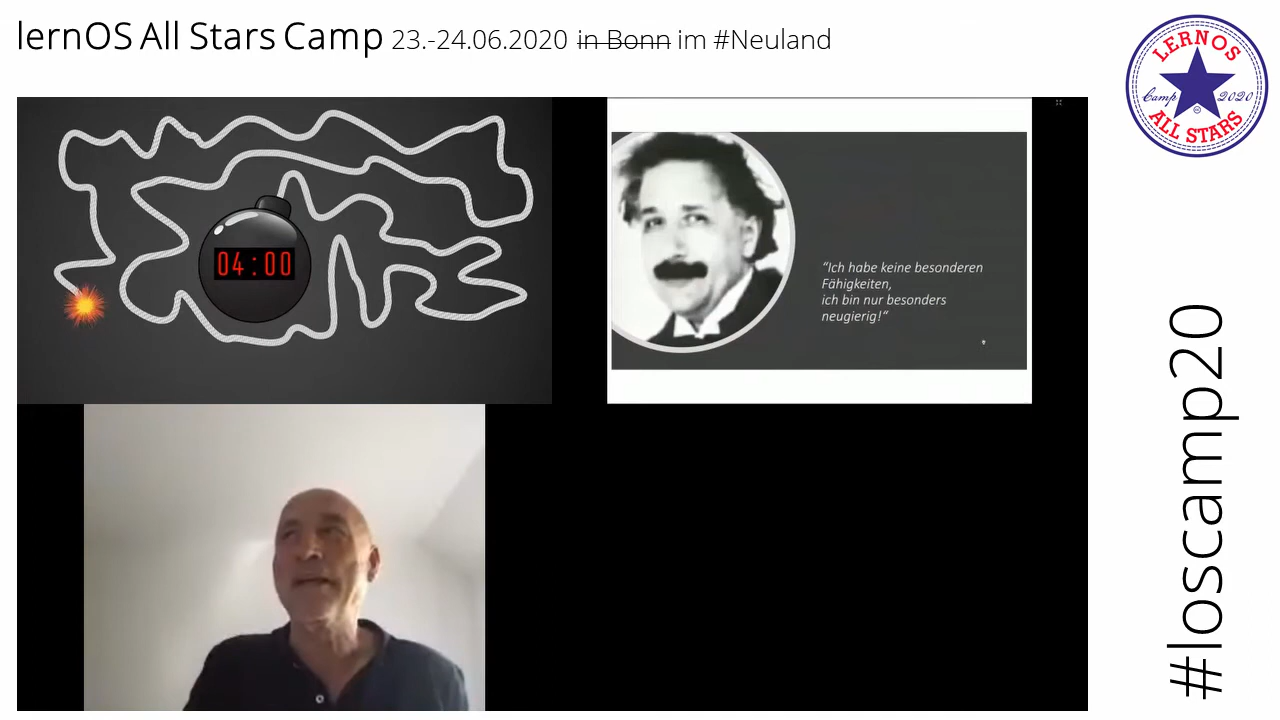 lernOS All Stars Camp 23.-24.06.2020 in Bonn im #Neuland
LERNOS
Camp 2020
ALL STARS
04:00
“Ich habe keine besonderen
Fähigkeiten,
ich bin nur besonders
neugierig!“
#loscamp20